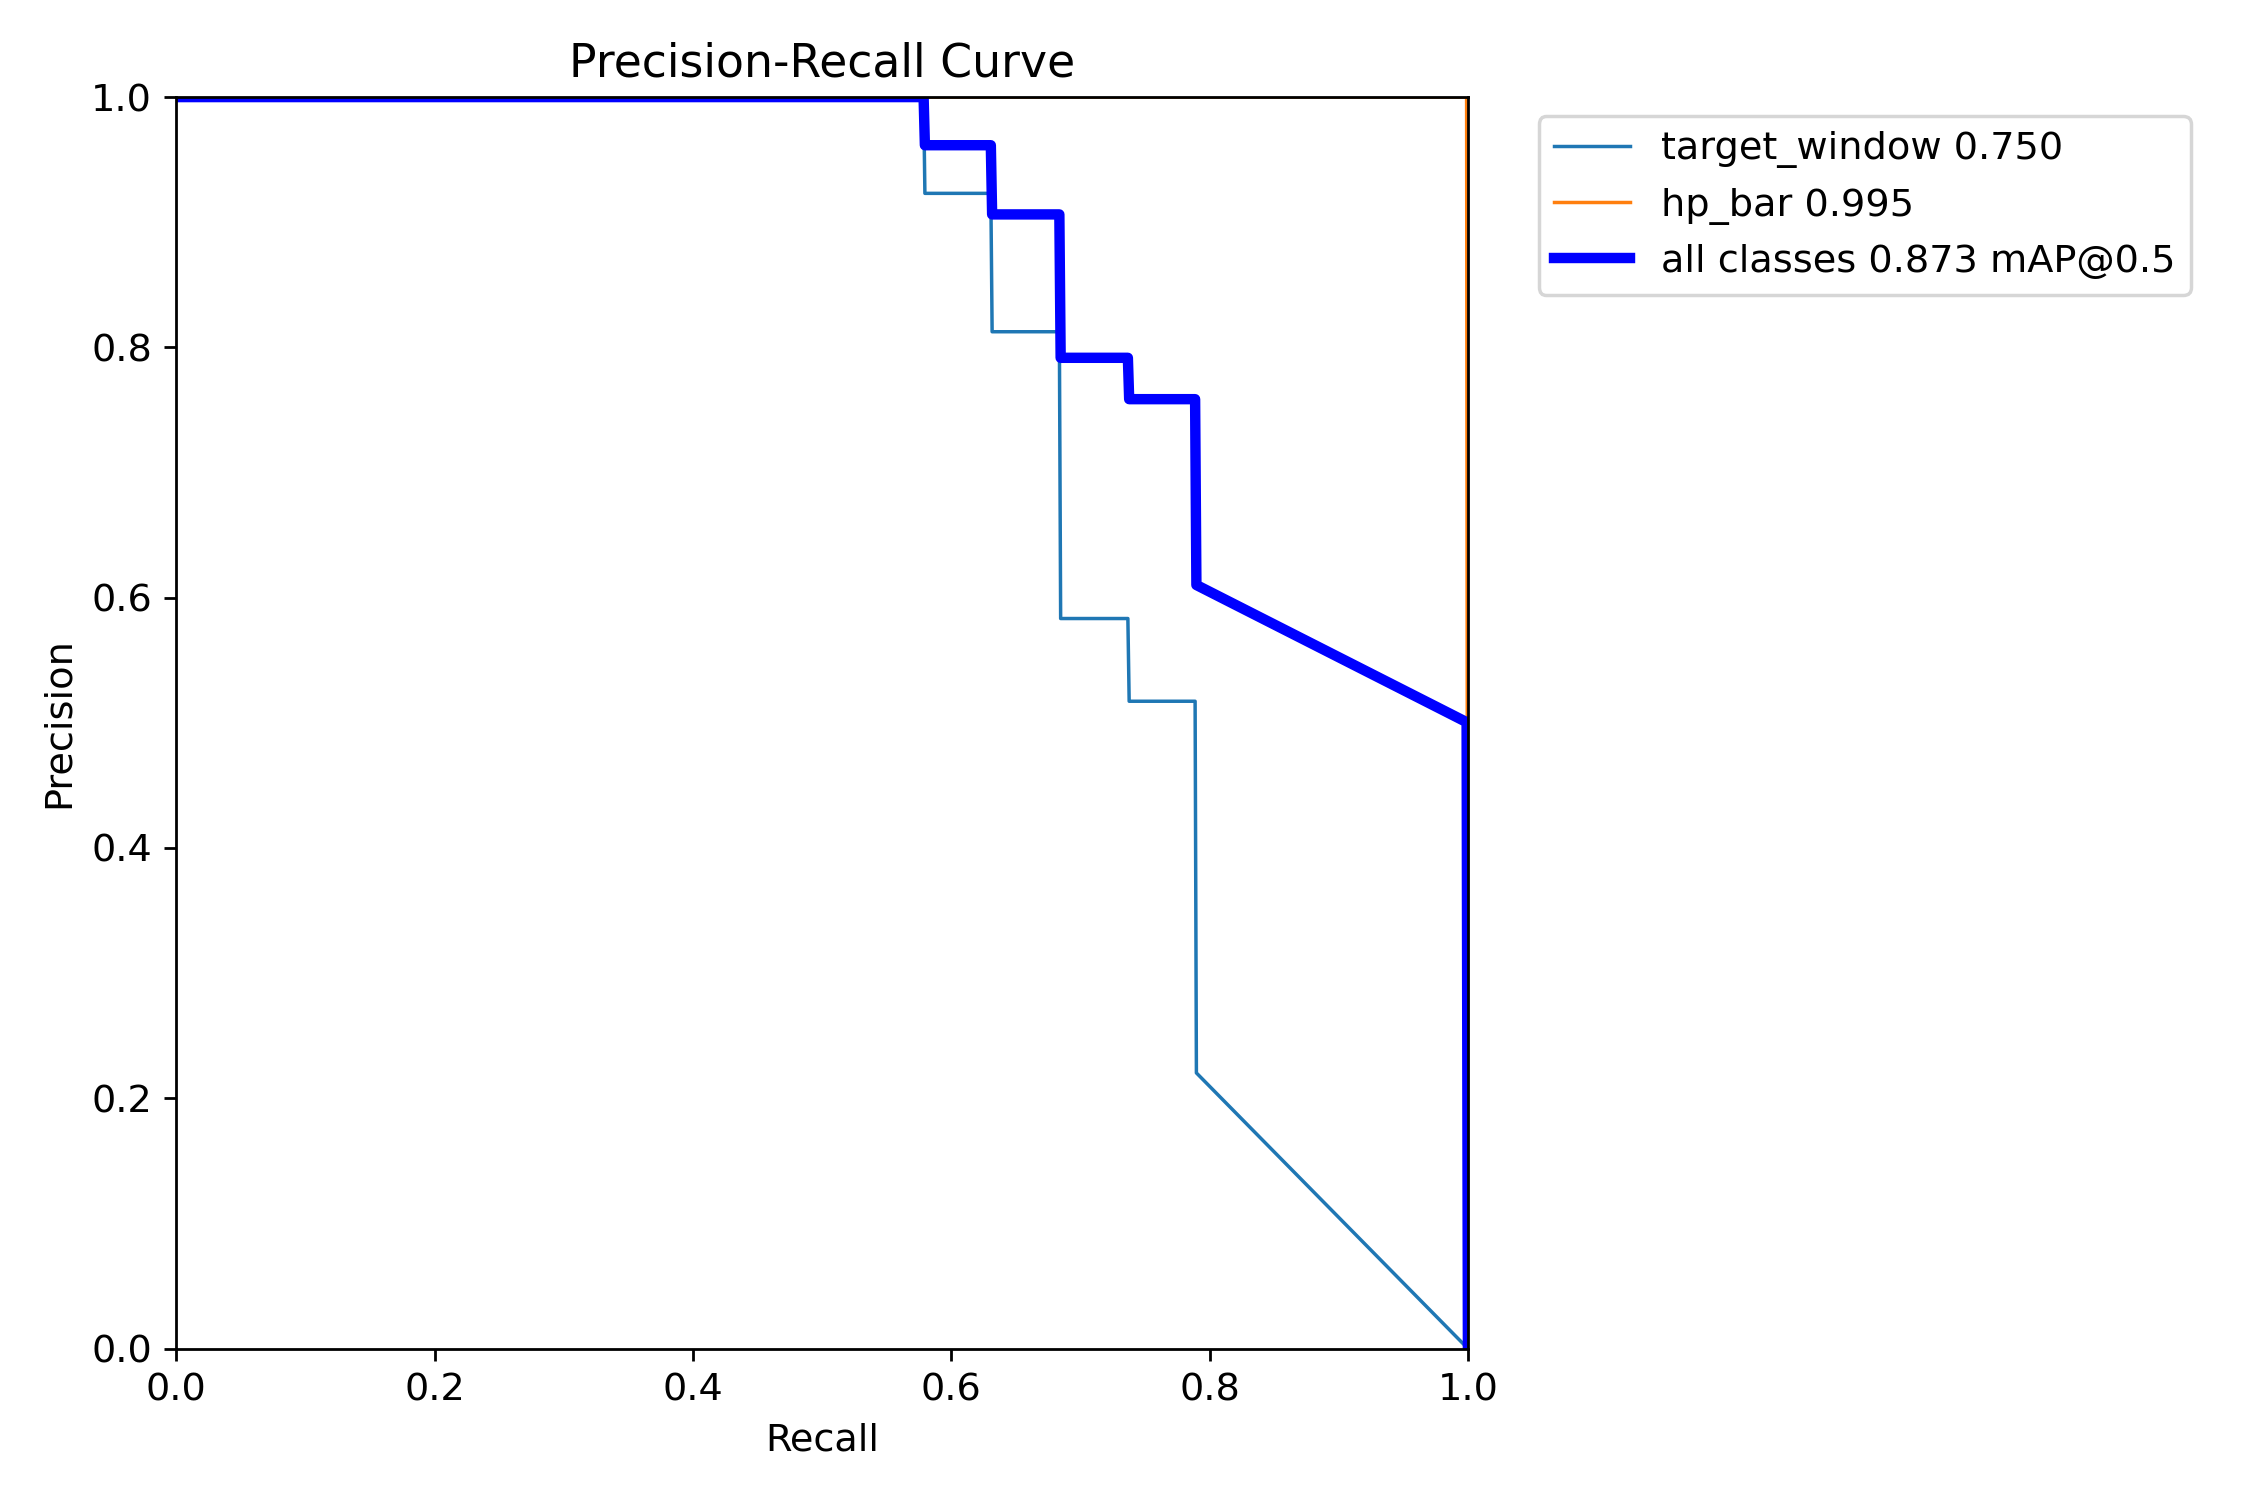 Precision-Recall Curve
1.0
0.8
0.6
0.4
0.2
0.0
Precision
0.0 0.2 0.4 0.6 0.8 1.0
Recall
target_window 0.750
hp_bar 0.995
all classes 0.873 mAP@0.5